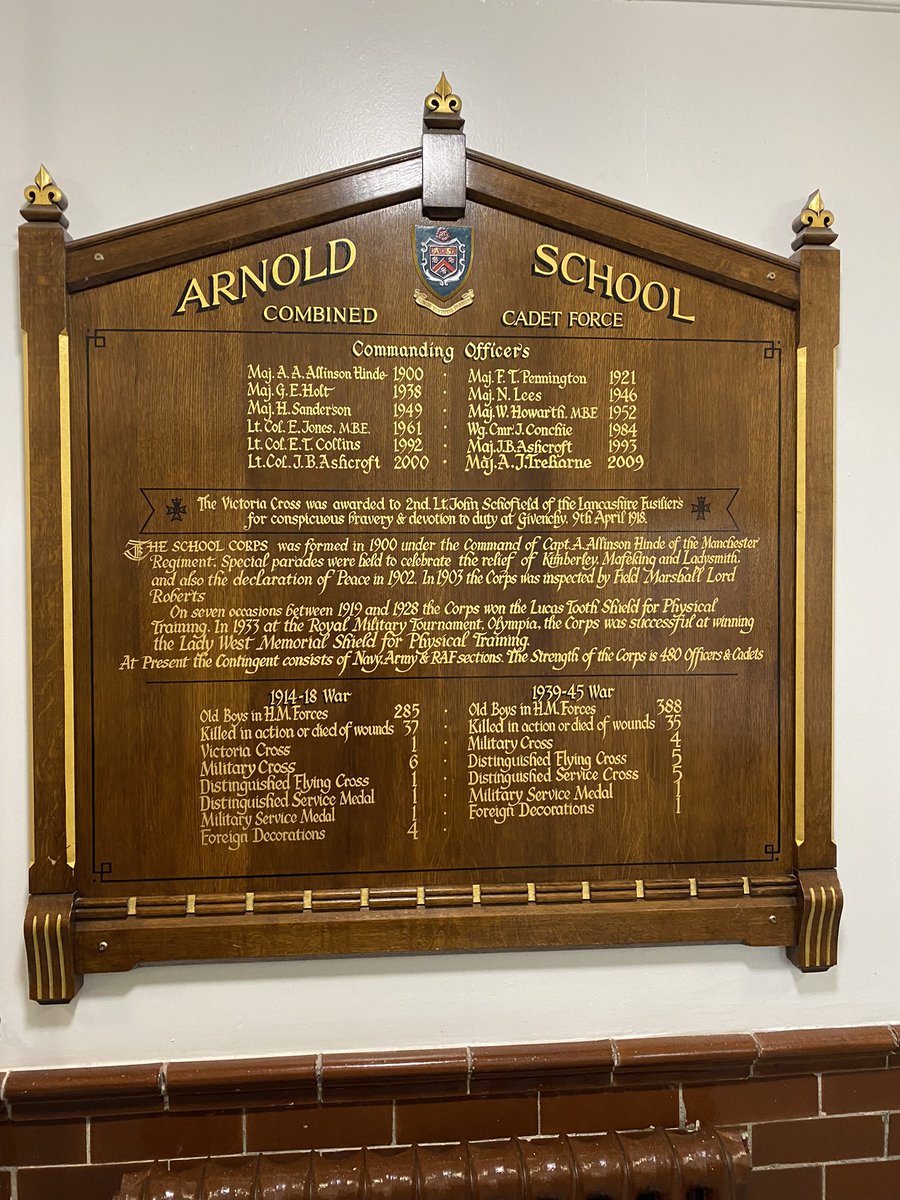 ARNOLD SCHOOL
COMBINED CADET FORCE
Commanding Officers
Maj. A. A. Allinson Hinde 1900 · Maj. F. T. Pennington 1921
Maj. G. E. Holt 1938 · Maj. N. Lees 1946
Maj. H. Sanderson 1949 · Maj. W. Howarth, MBE 1952
Lt. Col. E. Jones, M.B.E. 1961 · Wg. Cmr. J. Conchie 1984
Lt. Col. E. T. Collins 1992 · Maj. J. B. Ashcroft 1993
Lt. Col. J. B. Ashcroft 2000 · Maj. A. J. Treharne 2009
The Victoria Cross was awarded to 2nd. Lt. John Schofield of the Lancashire Fusiliers
for conspicuous bravery & devotion to duty at Givenchy, 9th April 1918.
THE SCHOOL CORPS was formed in 1900 under the Command of Capt. A. Allinson Hinde of the Manchester
Regiment. Special parades were held to celebrate the relief of Kimberley, Mafeking and Ladysmith,
and also the declaration of Peace in 1902. In 1903 the Corps was inspected by Field Marshall Lord
Roberts
On seven occasions between 1919 and 1928 the Corps won the Lucas Tooth Shield for Physical
Training. In 1933 at the Royal Military Tournament, Olympia, the Corps was successful at winning
the Lady West Memorial Shield for Physical Training.
At Present the Contingent consists of Navy, Army & RAF sections. The Strength of the Corps is 480 Officers & Cadets
1914-18 War
Old Boys in H.M. Forces 285
Killed in action or died of wounds 37
Victoria Cross 1
Military Cross 6
Distinguished Flying Cross 1
Distinguished Service Medal 1
Military Service Medal 1
Foreign Decorations 4
1939-45 War
Old Boys in H.M. Forces 388
Killed in action or died of wounds 35
Military Cross 4
Distinguished Flying Cross 5
Distinguished Service Cross 5
Military Service Medal 1
Foreign Decorations 1